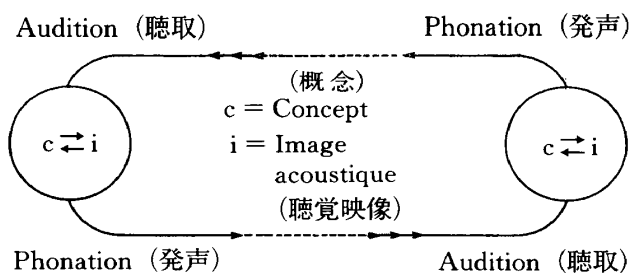 Audition (聴取)
Phonation (発声)
(概念)
c = Concept
i = Image
acoustique
(聴覚映像)
c ⇄ i
c ⇄ i
Phonation (発声)
Audition (聴取)